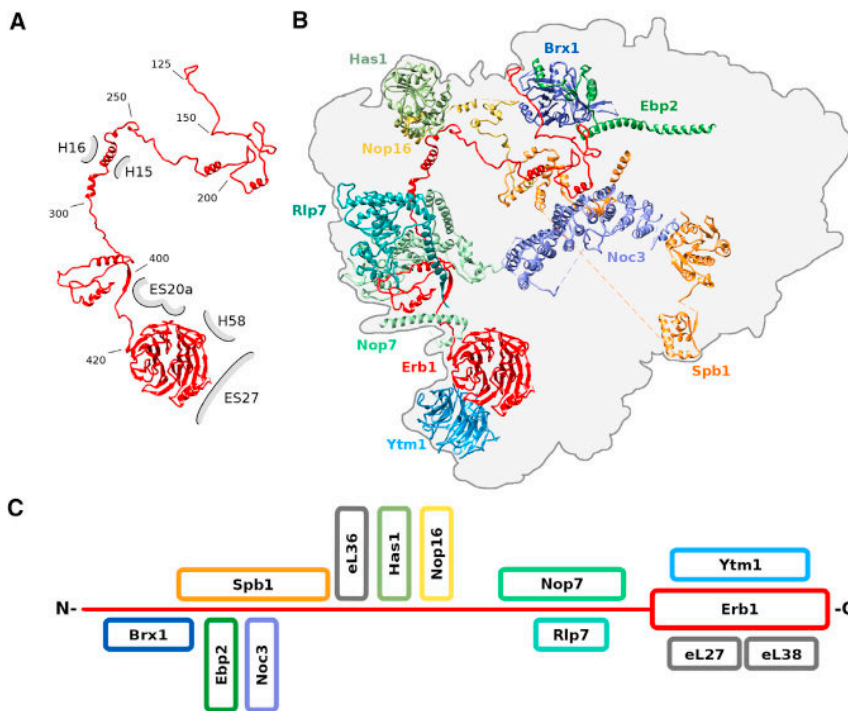 A
125
250
150
H16
H15
200
300
400
ES20a
H58
420
ES27
B
Has1
Brx1
Ebp2
Nop16
Rlp7
Noc3
Nop7
Erb1
Spb1
Ytm1
C
eL36
Has1
Nop16
Spb1
Nop7
Ytm1
N-
Erb1
-C
Brx1
Ebp2
Noc3
Rlp7
eL27
eL38